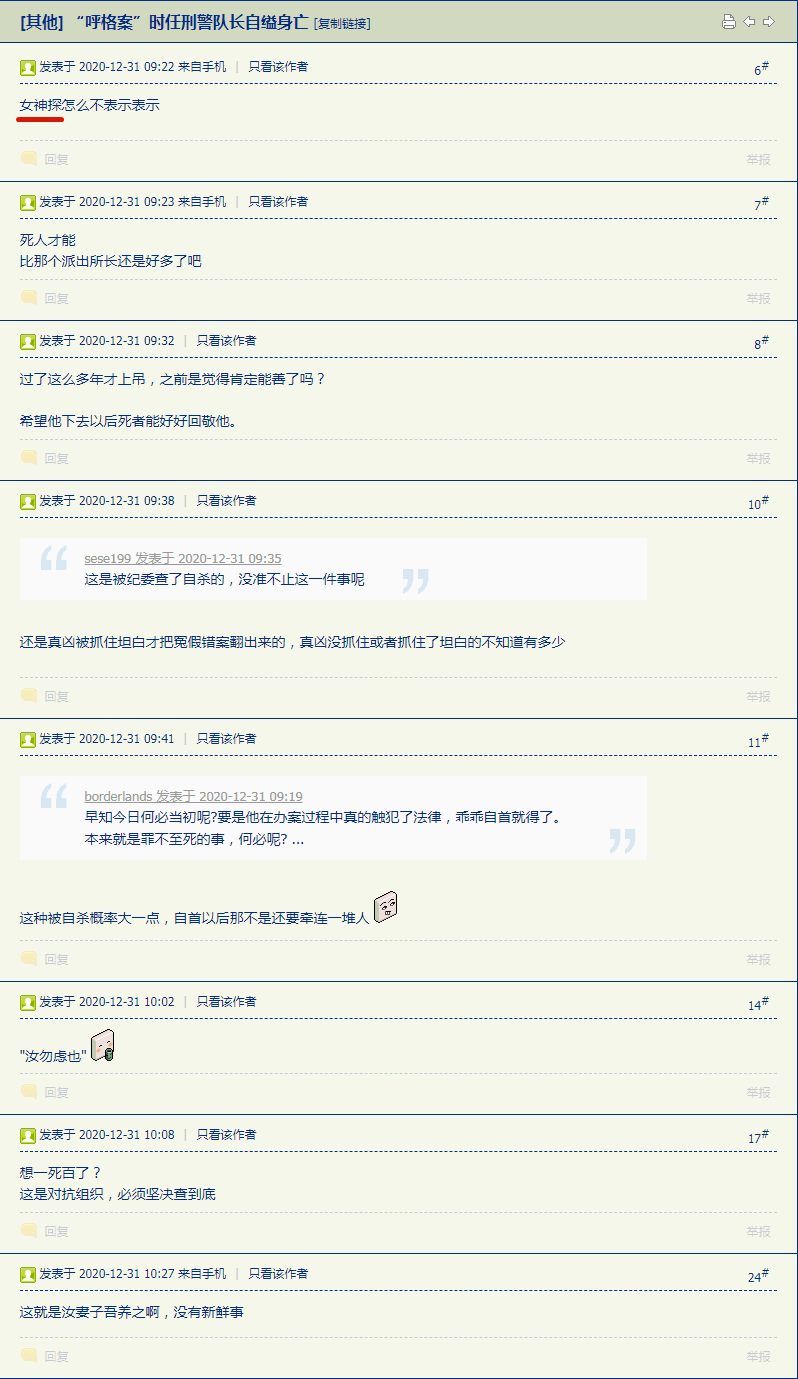 [其他] “呼格案”时任刑警队长自缢身亡 [复制链接]
发表于 2020-12-31 09:22 来自手机 | 只看该作者 6#
女神探怎么不表示表示
回复 举报
发表于 2020-12-31 09:23 来自手机 | 只看该作者 7#
死人才能
比那个派出所长还是好多了吧
回复 举报
发表于 2020-12-31 09:32 | 只看该作者 8#
过了这么多年才上吊，之前是觉得肯定能善了吗？
希望他下去以后死者能好好回敬他。
回复 举报
发表于 2020-12-31 09:38 | 只看该作者 10#
sese199 发表于 2020-12-31 09:35
这是被纪委查了自杀的，没准不止这一件事呢
还是真凶被抓住坦白才把冤假错案翻出来的，真凶没抓住或者抓住了坦白的不知道有多少
回复 举报
发表于 2020-12-31 09:41 | 只看该作者 11#
borderlands 发表于 2020-12-31 09:19
早知今日何必当初呢?要是他在办案过程中真的触犯了法律，乖乖自首就得了。
本来就是罪不至死的事，何必呢? ...
这种被自杀概率大一点，自首以后那不是还要牵连一堆人
回复 举报
发表于 2020-12-31 10:02 | 只看该作者 14#
"汝勿虑也"
回复 举报
发表于 2020-12-31 10:08 | 只看该作者 17#
想一死百了？
这是对抗组织，必须坚决查到底
回复 举报
发表于 2020-12-31 10:27 来自手机 | 只看该作者 24#
这就是汝妻子吾养之啊，没有新鲜事
回复 举报